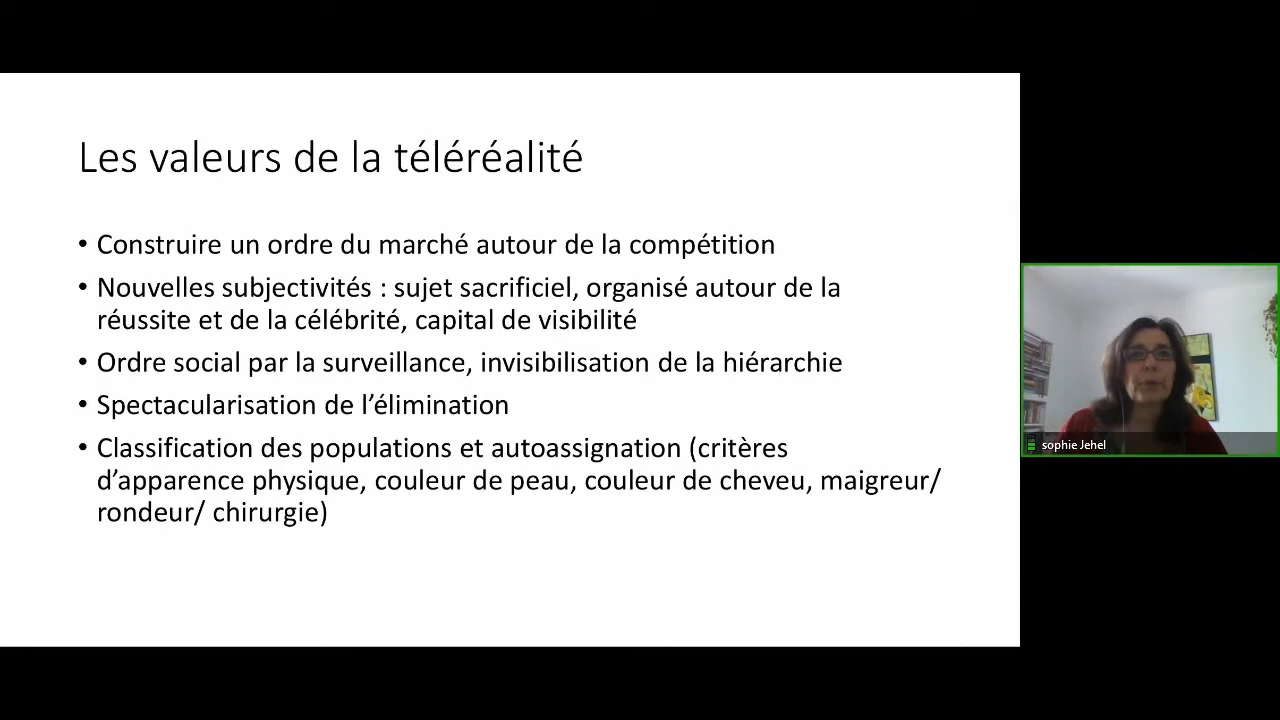 Les valeurs de la téléréalité
• Construire un ordre du marché autour de la compétition
• Nouvelles subjectivités : sujet sacrificiel, organisé autour de la
réussite et de la célébrité, capital de visibilité
• Ordre social par la surveillance, invisibilisation de la hiérarchie
• Spectacularisation de l’élimination
• Classification des populations et autoassignation (critères
d’apparence physique, couleur de peau, couleur de cheveu, maigreur/
rondeur/ chirurgie)
sophie Jehel